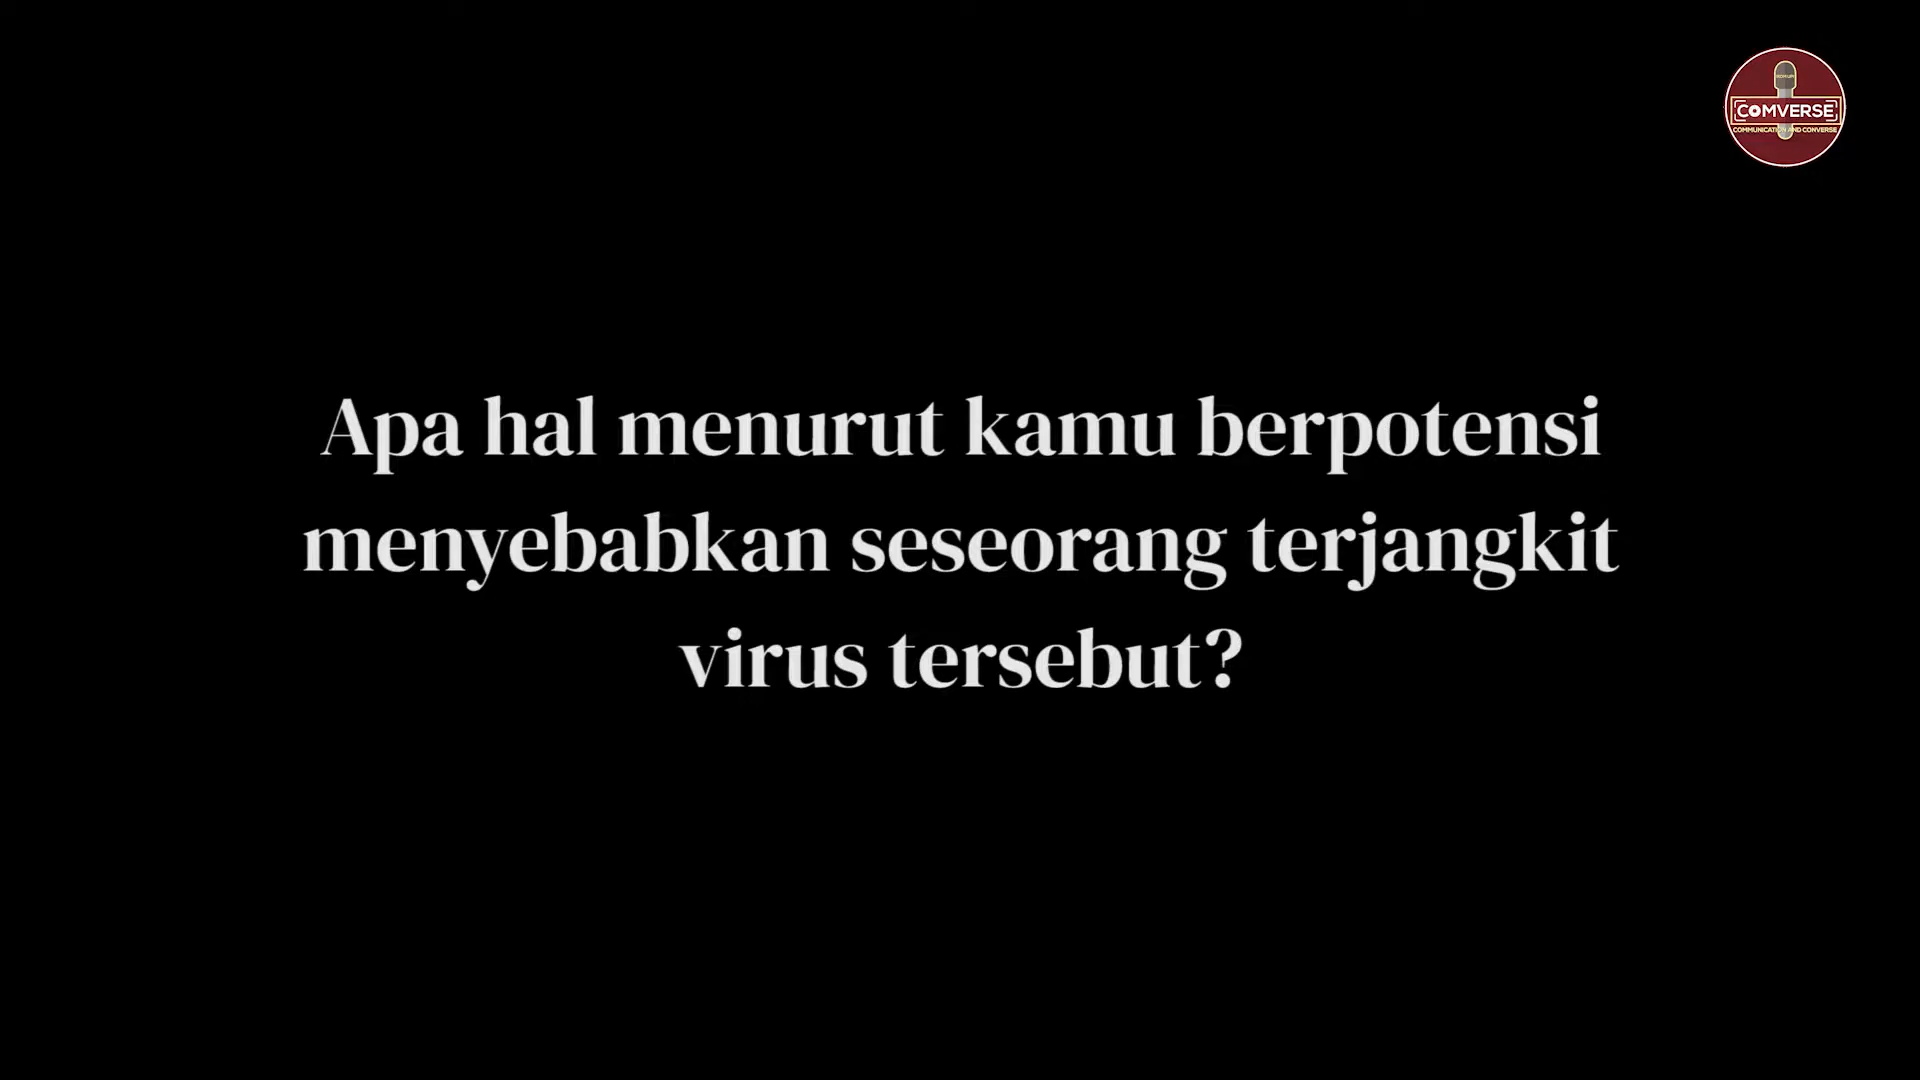 COMVERSE
COMMUNICATION AND CONVERSE
Apa hal menurut kamu berpotensi
menyebabkan seseorang terjangkit
virus tersebut?